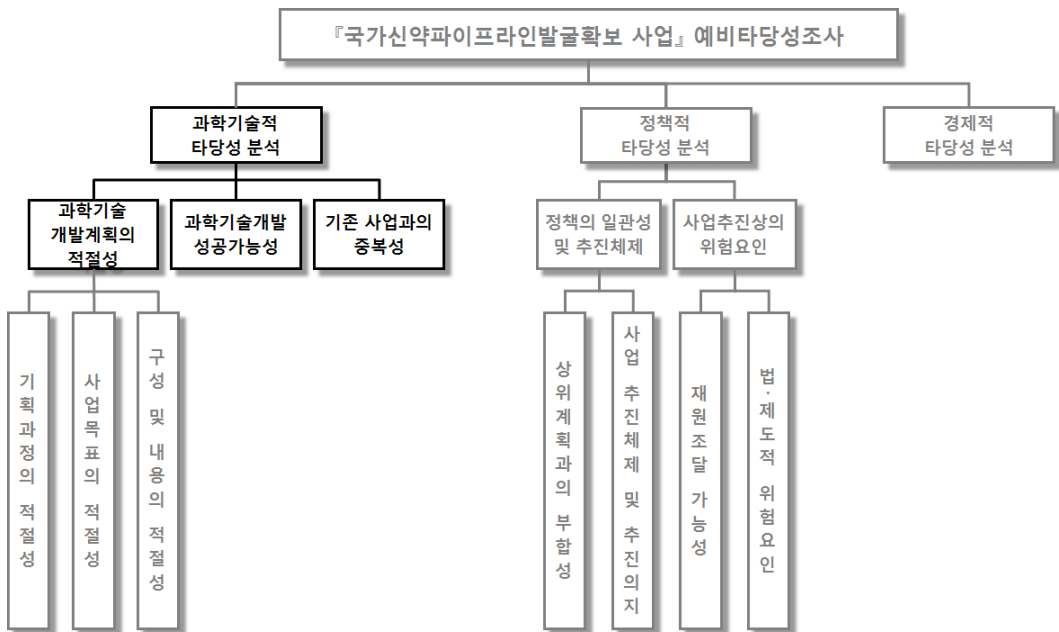 『국가신약파이프라인발굴확보 사업』 예비타당성조사
과학기술적
타당성 분석
정책적
타당성 분석
경제적
타당성 분석
과학기술
개발계획의
적절성
과학기술개발
성공가능성
기존 사업과의
중복성
정책의 일관성
및 추진체제
사업추진상의
위험요인
기획과정의 적절성
사업목표의 적절성
구성 및 내용의 적절성
상위계획과의 부합성
사업 추진체제 및 추진의지
재원조달 가능성
법·제도적 위험요인